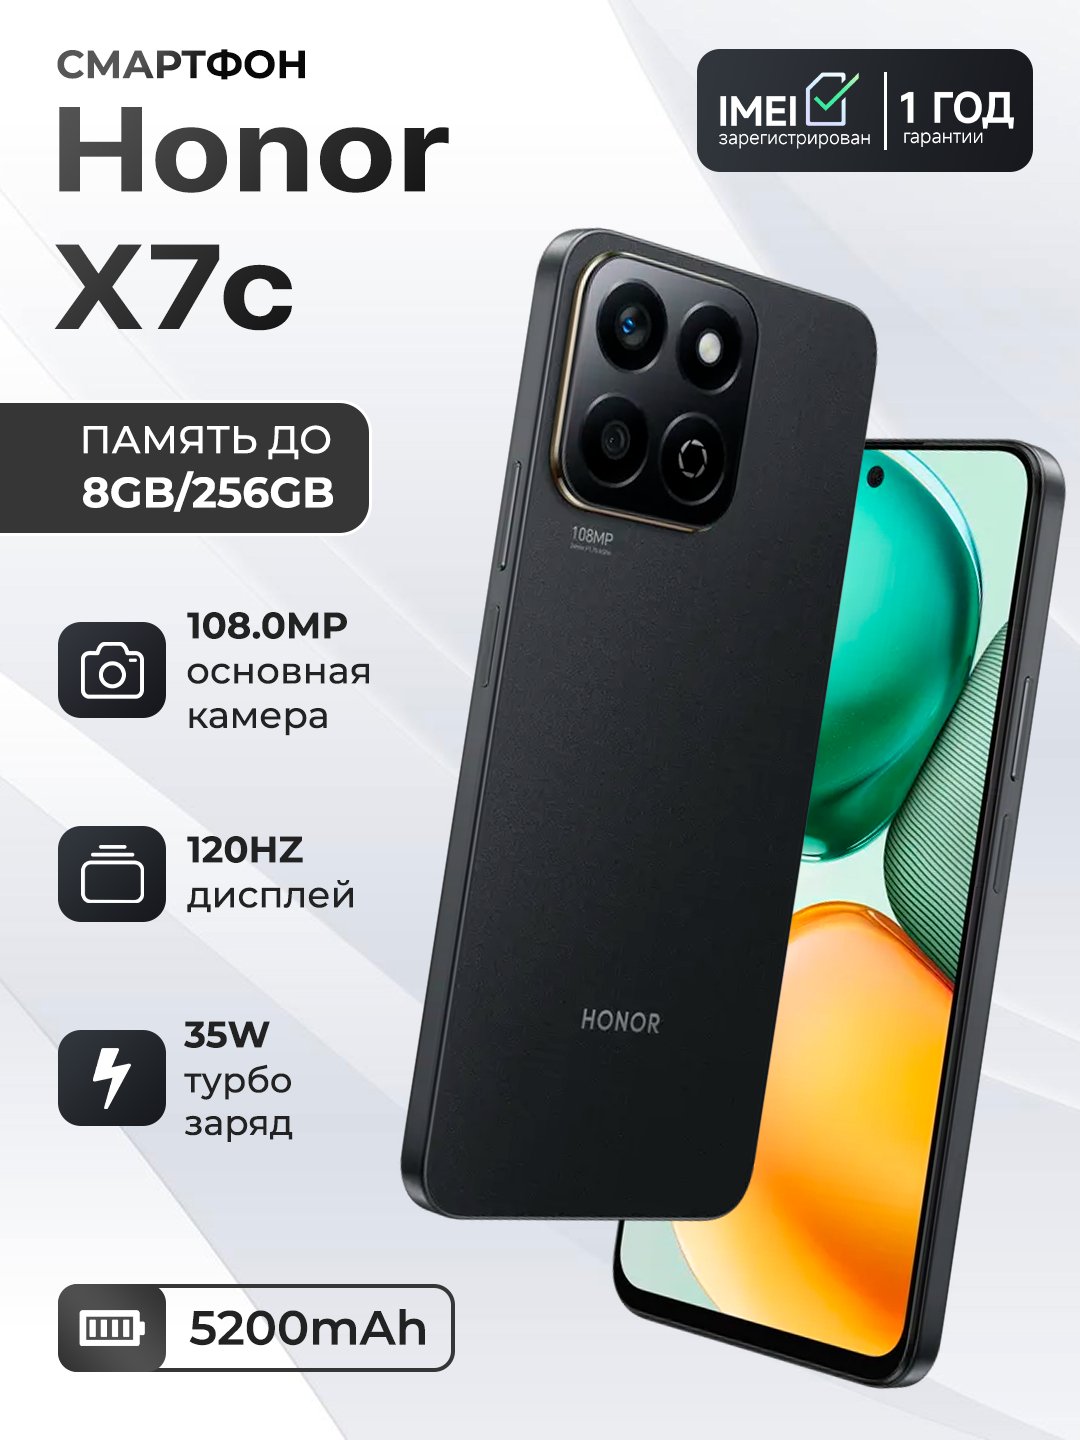 СМАРТФОН
Honor
X7c
IMEI
зарегистрирован
1 ГОД
гарантии
ПАМЯТЬ ДО
8GB/256GB
108MP
108.0MP
основная
камера
120HZ
дисплей
35W
турбо
заряд
HONOR
5200mAh